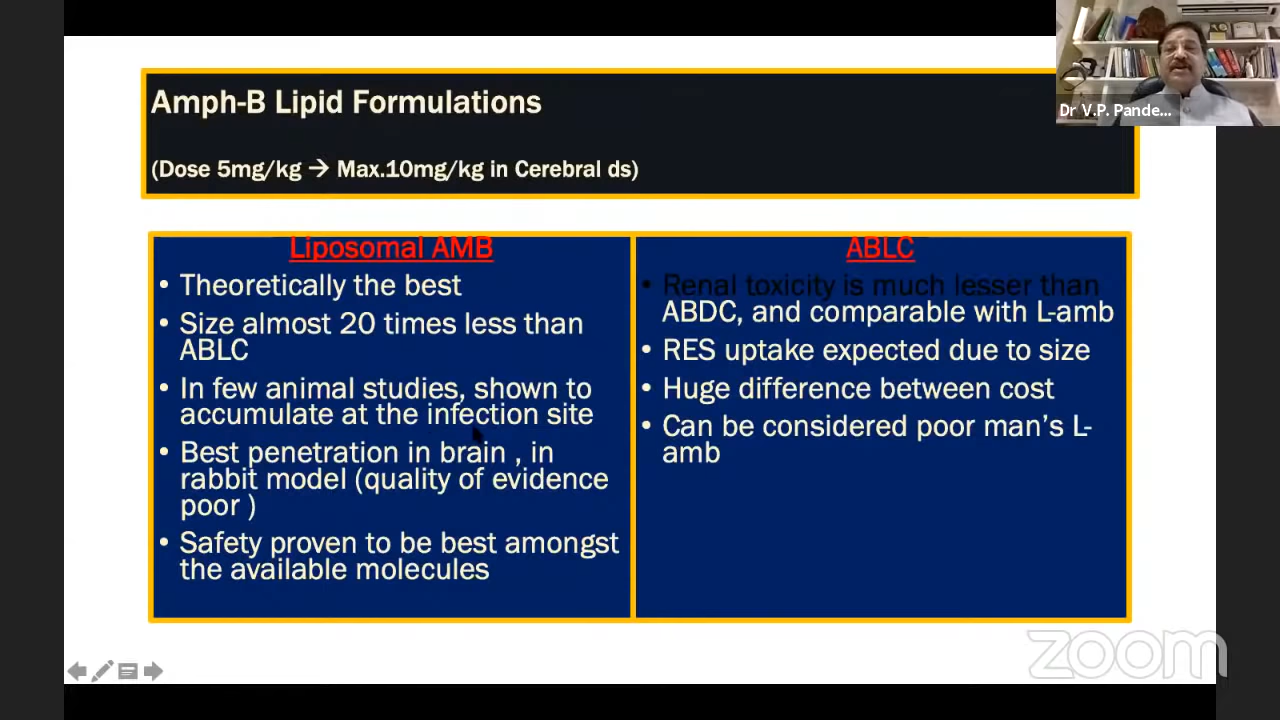 Dr V.P. Pande...
Amph-B Lipid Formulations
(Dose 5mg/kg → Max.10mg/kg in Cerebral ds)
Liposomal AMB
• Theoretically the best
• Size almost 20 times less than
ABLC
• In few animal studies, shown to
accumulate at the infection site
• Best penetration in brain , in
rabbit model (quality of evidence
poor )
• Safety proven to be best amongst
the available molecules
ABLC
• Renal toxicity is much lesser than
ABDC, and comparable with L-amb
• RES uptake expected due to size
• Huge difference between cost
• Can be considered poor man's L-
amb
zoom